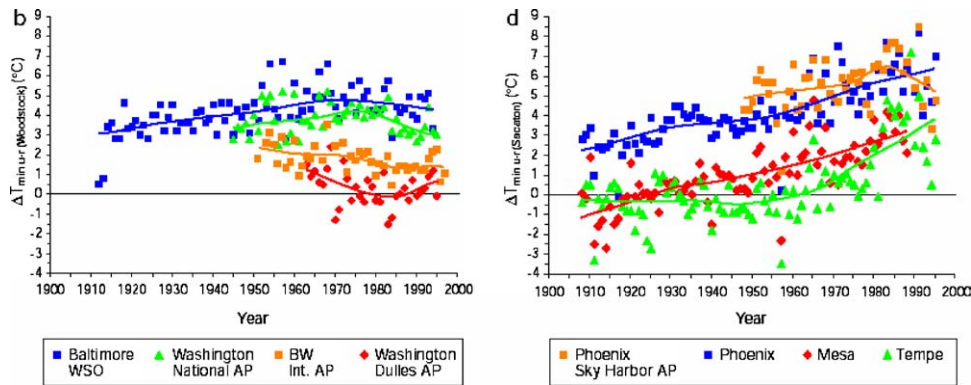 b
ΔT min u-r (Woodstock) (°C)
9
8
7
6
5
4
3
2
1
0
-1
-2
-3
-4
1900 1910 1920 1930 1940 1950 1960 1970 1980 1990 2000
Year
Baltimore WSO
Washington National AP
BW Int. AP
Washington Dulles AP
d
ΔT min u-r (Sacaton) (°C)
9
8
7
6
5
4
3
2
1
0
-1
-2
-3
-4
1900 1910 1920 1930 1940 1950 1960 1970 1980 1990 2000
Year
Phoenix Sky Harbor AP
Phoenix
Mesa
Tempe